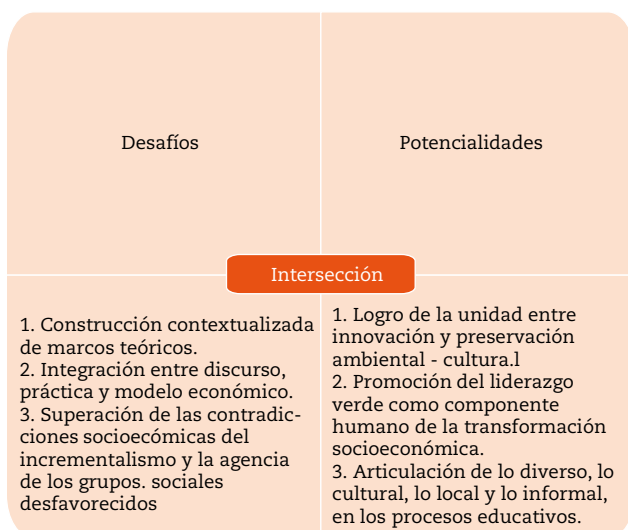 Desafíos
Potencialidades
Intersección
1. Construcción contextualizada
de marcos teóricos.
2. Integración entre discurso,
práctica y modelo económico.
3. Superación de las contradic-
ciones socioecómicas del
incrementalismo y la agencia
de los grupos. sociales
desfavorecidos
1. Logro de la unidad entre
innovación y preservación
ambiental - cultura.l
2. Promoción del liderazgo
verde como componente
humano de la transformación
socioeconómica.
3. Articulación de lo diverso, lo
cultural, lo local y lo informal,
en los procesos educativos.